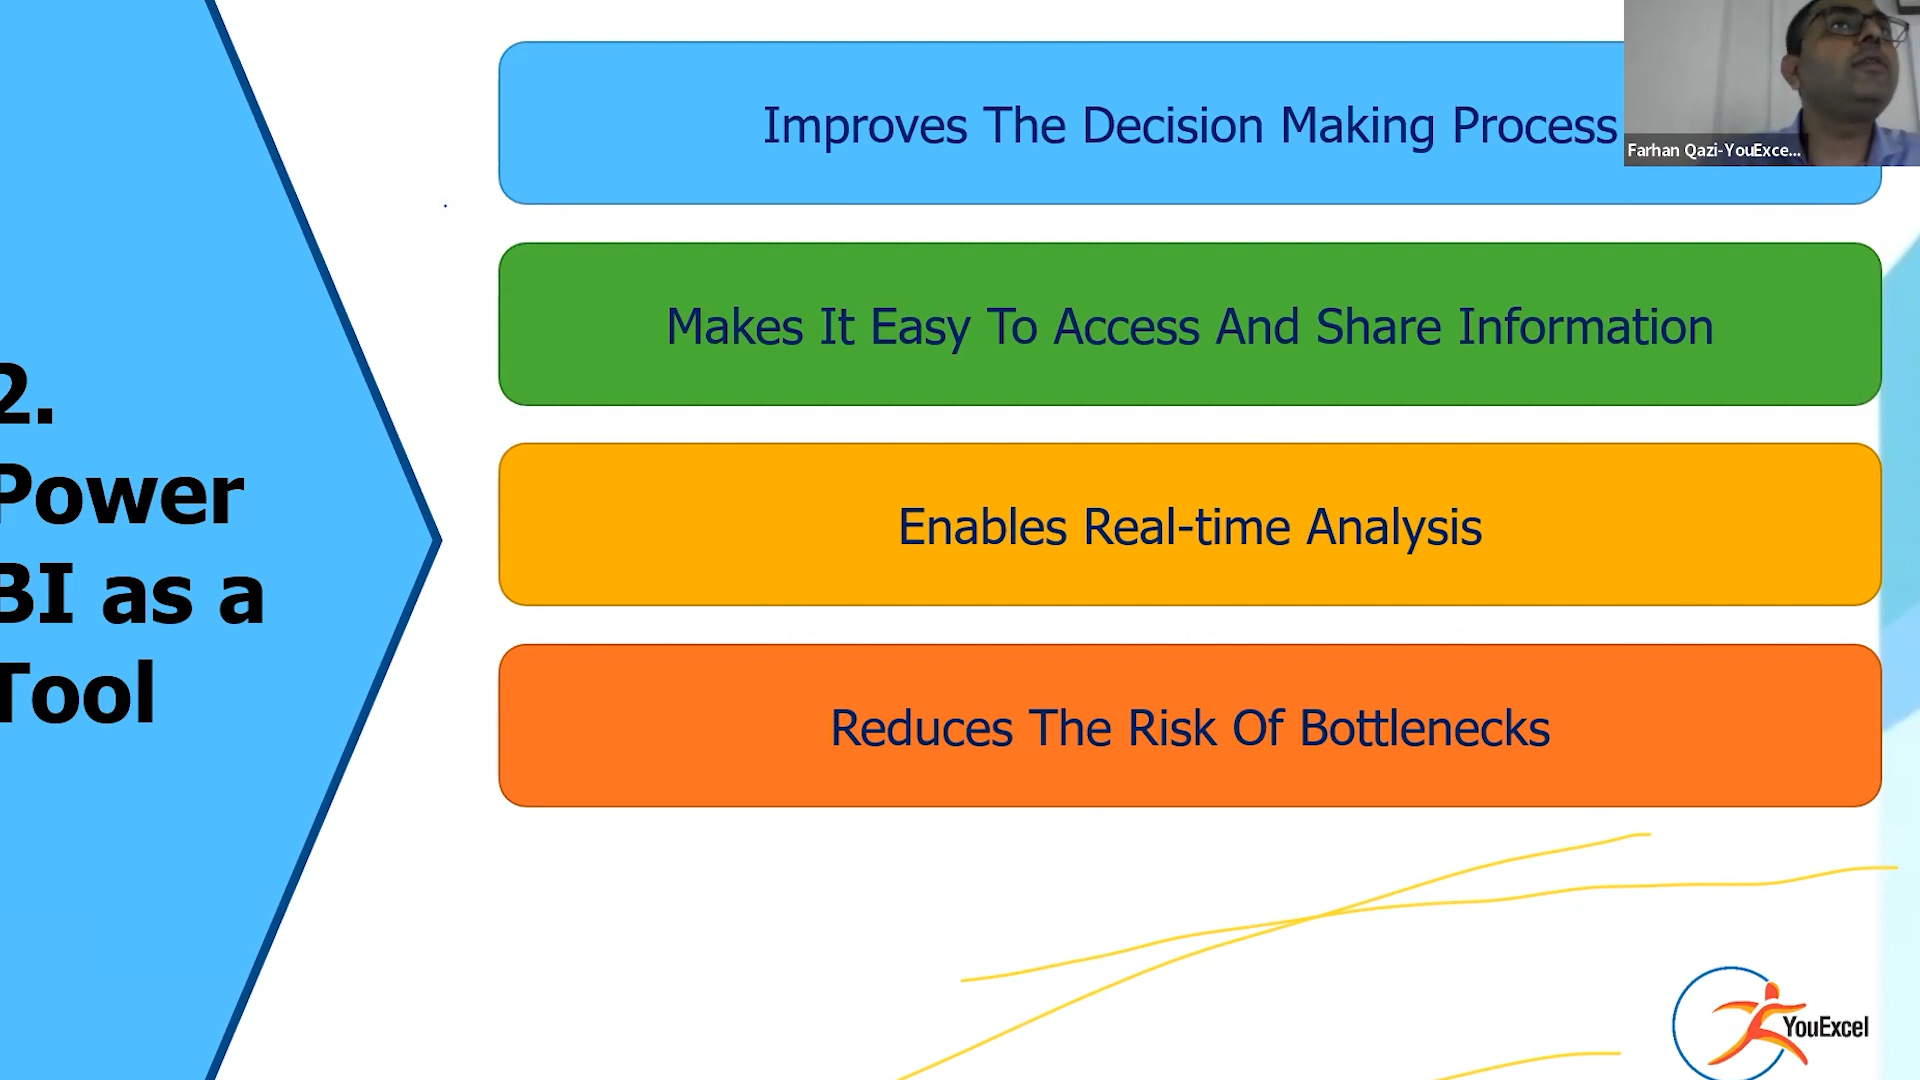 Improves The Decision Making Process
Farhan Qazi-YouExce...
Makes It Easy To Access And Share Information
2.
Power
BI as a
Tool
Enables Real-time Analysis
Reduces The Risk Of Bottlenecks
YouExcel